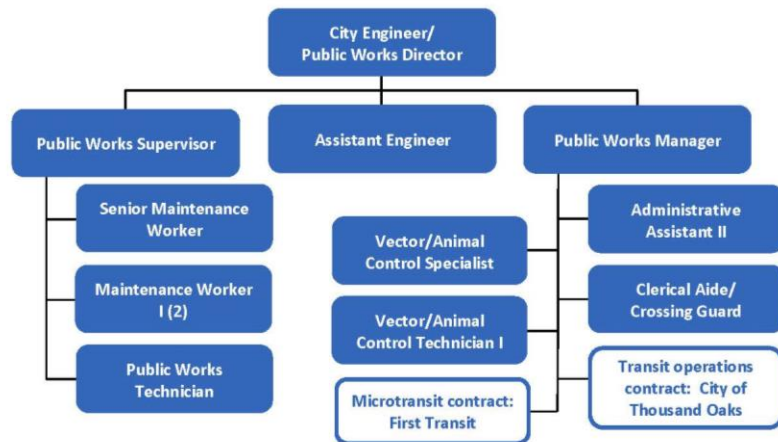 City Engineer/
Public Works Director
Public Works Supervisor
Assistant Engineer
Public Works Manager
Senior Maintenance
Worker
Maintenance Worker
I (2)
Public Works
Technician
Vector/Animal
Control Specialist
Vector/Animal
Control Technician I
Microtransit contract:
First Transit
Administrative
Assistant II
Clerical Aide/
Crossing Guard
Transit operations
contract: City of
Thousand Oaks